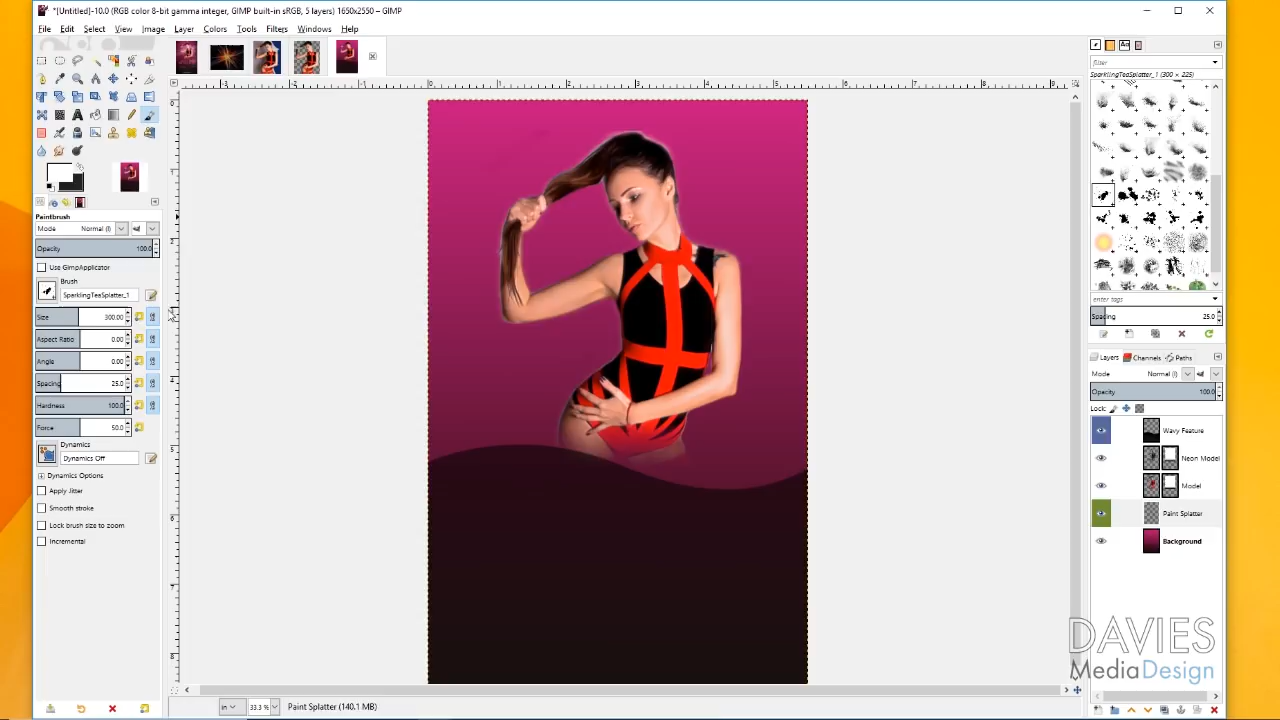 *[Untitled]-10.0 (RGB color 8-bit gamma integer, GIMP built-in sRGB, 5 layers) 1650x2550 – GIMP
File Edit Select View Image Layer Colors Tools Filters Windows Help
filter
SparklingTeaSplatter_1 (300 × 225)
Paintbrush
Mode Normal (l)
Opacity 100.0
Use GimpApplicator
Brush
SparklingTeaSplatter_1
Size 300.00
Aspect Ratio 0.00
Angle 0.00
Spacing 25.0
Hardness 100.0
Force 50.0
Dynamics
Dynamics Off
Dynamics Options
Apply Jitter
Smooth stroke
Lock brush size to zoom
Incremental
enter tags
Spacing 25.0
Layers Channels Paths
Mode Normal (l)
Opacity 100.0
Lock:
Wavy Feature
Neon Model
Model
Paint Splatter
Background
DAVIES
MediaDesign
in 33.3 % Paint Splatter (140.1 MB)